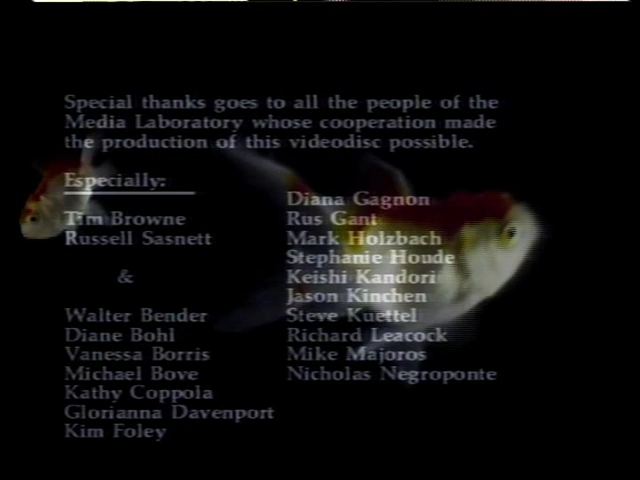 Special thanks goes to all the people of the
Media Laboratory whose cooperation made
the production of this videodisc possible.
Especially:
Tim Browne
Russell Sasnett
&
Walter Bender
Diane Bohl
Vanessa Borris
Michael Bove
Kathy Coppola
Glorianna Davenport
Kim Foley
Diana Gagnon
Rus Gant
Mark Holzbach
Stephanie Houde
Keishi Kandori
Jason Kinchen
Steve Kuettel
Richard Leacock
Mike Majoros
Nicholas Negroponte